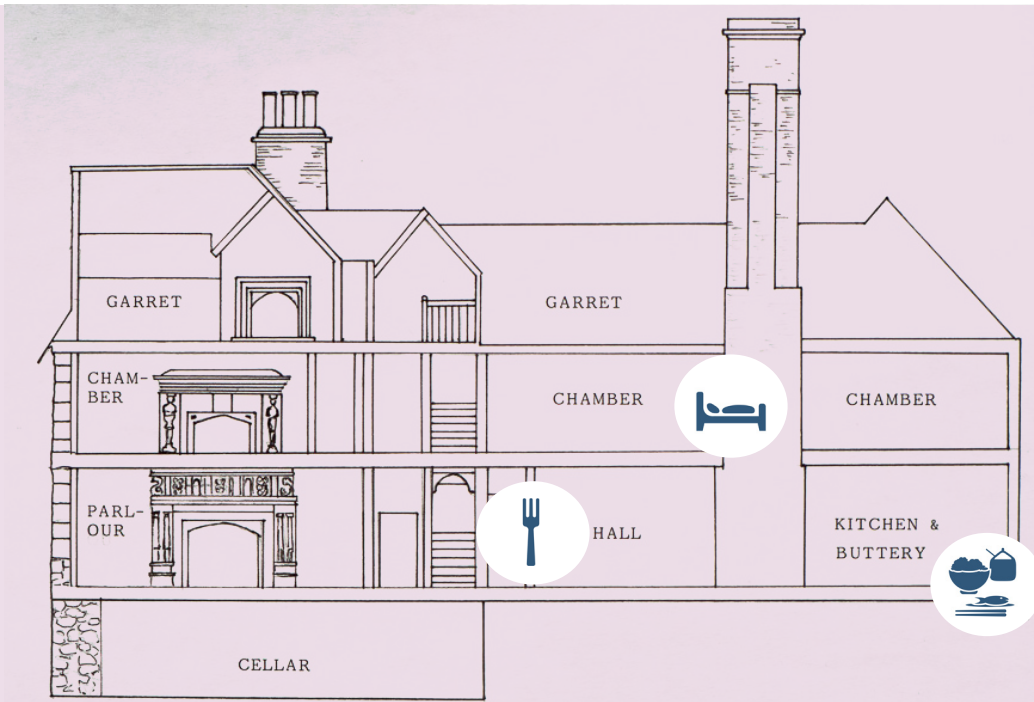 GARRET
GARRET
CHAM-
BER
CHAMBER
CHAMBER
PARL-
OUR
HALL
KITCHEN &
BUTTERY
CELLAR